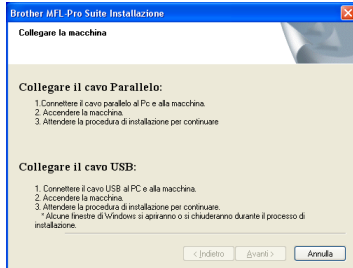 Brother MFL-Pro Suite Installazione
Collegare la macchina
Collegare il cavo Parallelo:
1.Connettere il cavo parallelo al Pc e alla macchina.
2. Accendere la macchina.
3. Attendere la procedura di installazione per continuare
Collegare il cavo USB:
1. Connettere il cavo USB al PC e alla macchina.
2. Accendere la macchina.
3. Attendere la procedura di installazione per continuare.
* Alcune finestre di Windows si apriranno o si chiuderanno durante il processo di
installazione.
< Indietro Avanti > Annulla